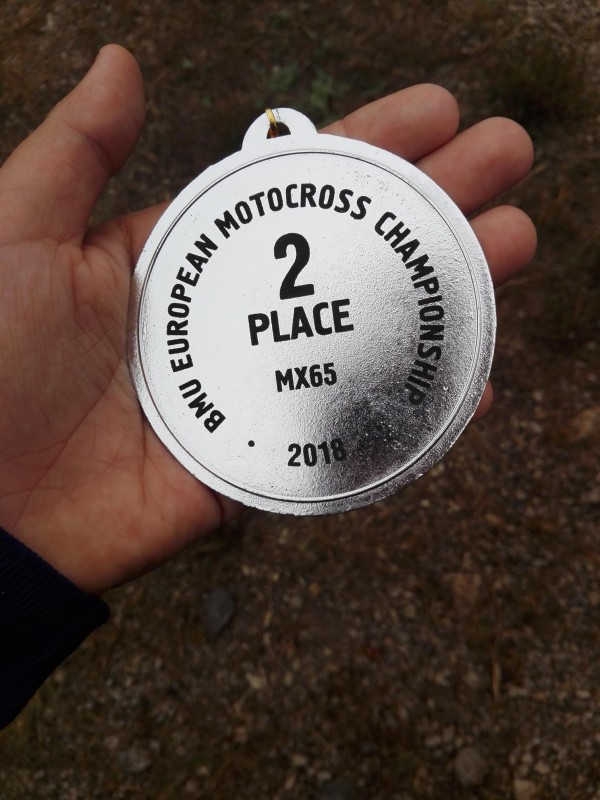 BMU EUROPEAN MOTOCROSS CHAMPIONSHIP
2
PLACE
MX65
2018